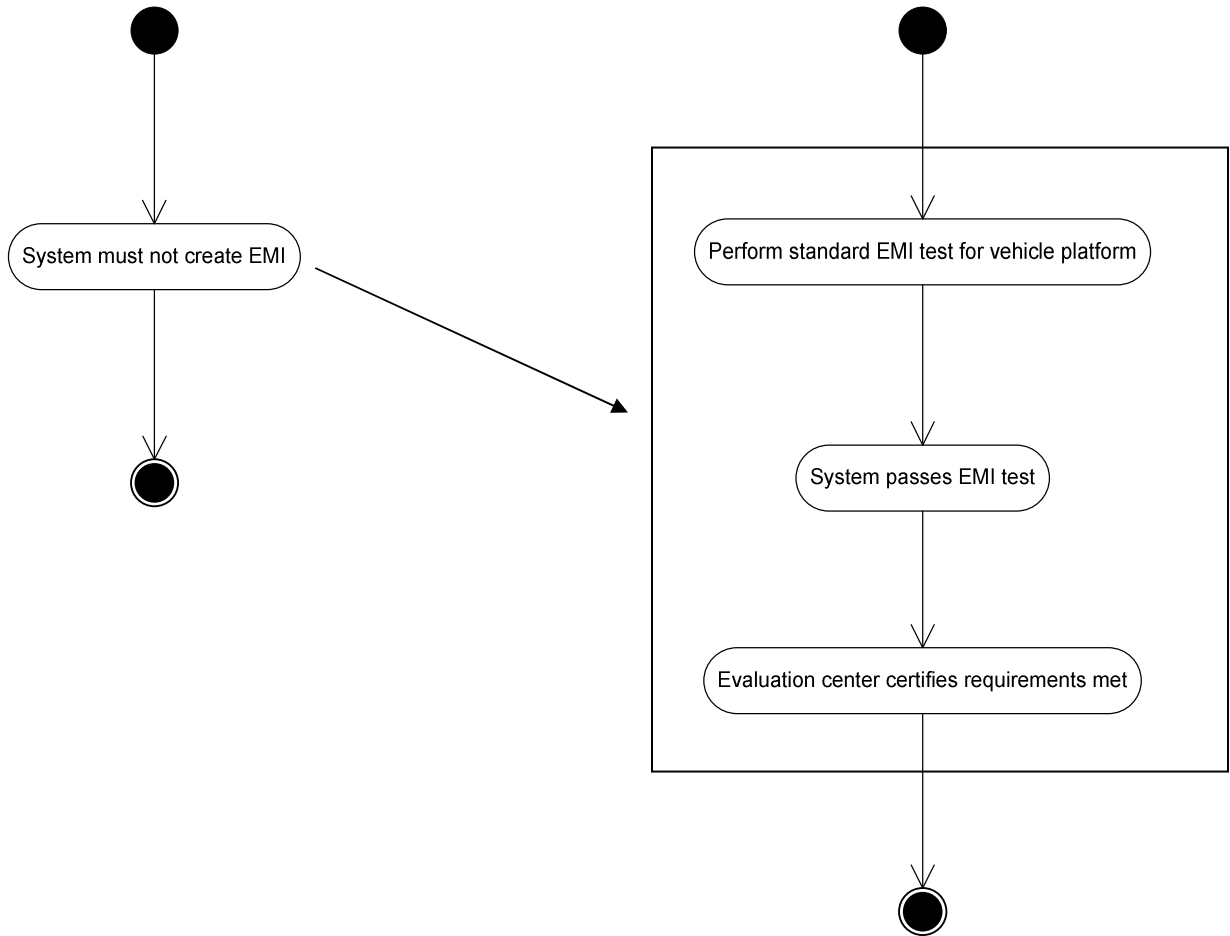 System must not create EMI
Perform standard EMI test for vehicle platform
System passes EMI test
Evaluation center certifies requirements met